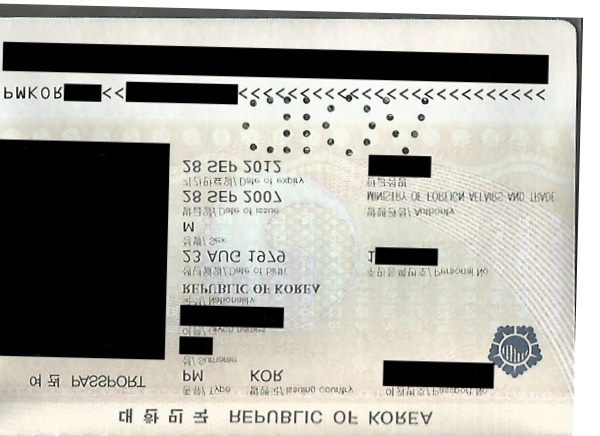 대한민국 REPUBLIC OF KOREA
여권 PASSPORT
종류/ Type 발행국/ Issuing country 여권번호/ Passport No.
PM KOR
성/ Surname
이름/ Given names
국적/ Nationality
REPUBLIC OF KOREA
생년월일/ Date of birth 주민등록번호/ Personal No.
23 AUG 1979 1
성별/ Sex
M
발급일/ Date of issue 발행관청/ Authority
28 SEP 2007 MINISTRY OF FOREIGN AFFAIRS AND TRADE
기간만료일/ Date of expiry 한글성명
28 SEP 2012
PMKOR << <<<<<<<<<<<<<<<<<<<<<<<<<<<